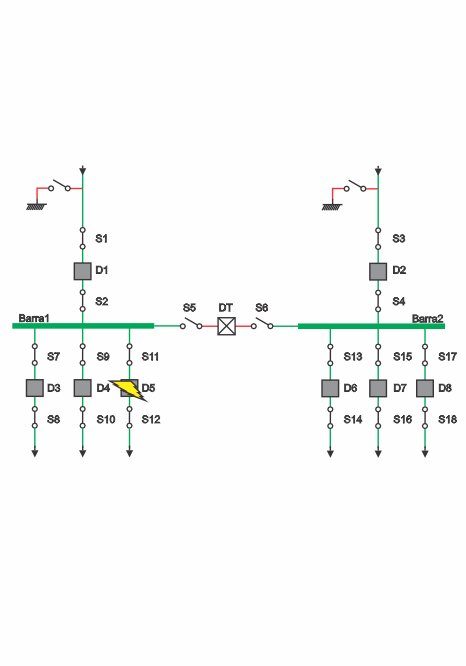 S1
S3
D1
D2
S2
S4
S5 DT S6
Barra1
Barra2
S7 S9 S11
S13 S15 S17
D3 D4 D5
D6 D7 D8
S8 S10 S12
S14 S16 S18